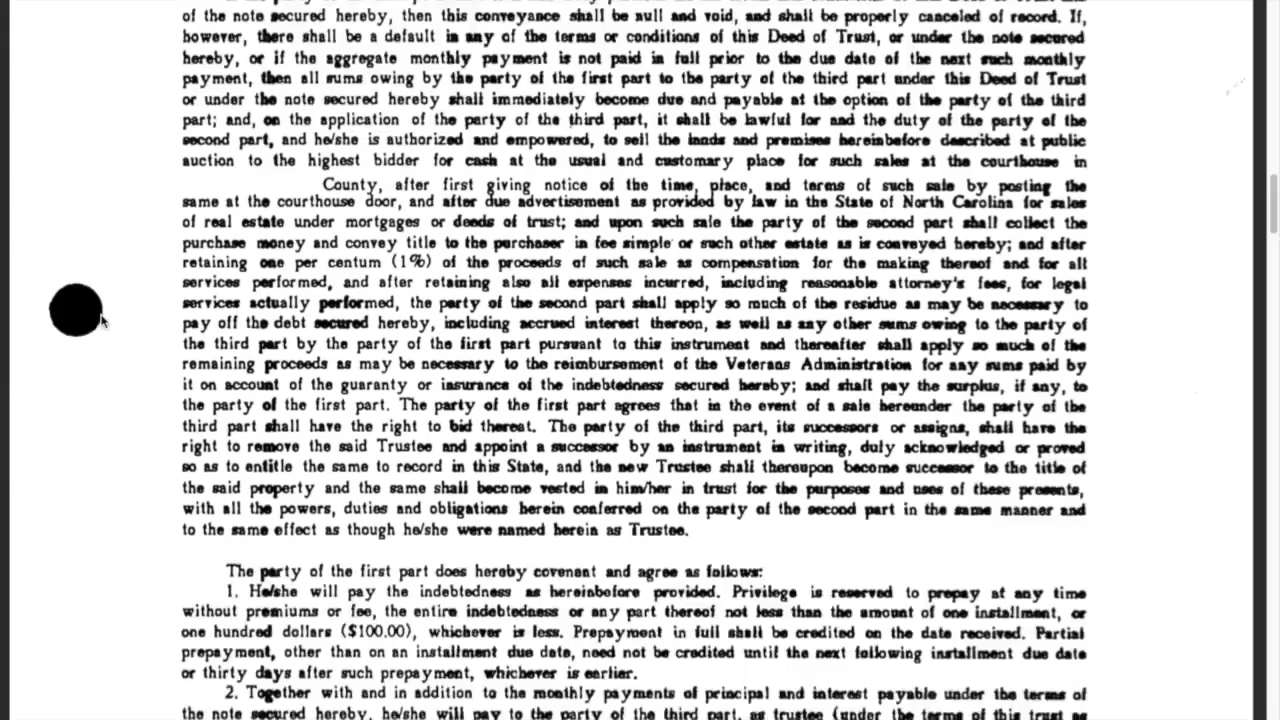 of the note secured hereby, then this conveyance shall be null and void, and shall be properly canceled of record. If,
however, there shall be a default in any of the terms or conditions of this Deed of Trust, or under the note secured
hereby, or if the aggregate monthly payment is not paid in full prior to the due date of the next such monthly
payment, then all sums owing by the party of the first part to the party of the third part under this Deed of Trust
or under the note secured hereby shall immediately become due and payable at the option of the party of the third
part; and, on the application of the party of the third part, it shall be lawful for and the duty of the party of the
second part, and he/she is authorized and empowered, to sell the lands and premises hereinbefore described at public
auction to the highest bidder for cash at the usual and customary place for such sales at the courthouse in
County, after first giving notice of the time, place, and terms of such sale by posting the
same at the courthouse door, and after due advertisement as provided by law in the State of North Carolina for sales
of real estate under mortgages or deeds of trust; and upon such sale the party of the second part shall collect the
purchase money and convey title to the purchaser in fee simple or such other estate as is conveyed hereby; and after
retaining one per centum (1%) of the proceeds of such sale as compensation for the making thereof and for all
services performed, and after retaining also all expenses incurred, including reasonable attorney's fees, for legal
services actually performed, the party of the second part shall apply so much of the residue as may be necessary to
pay off the debt secured hereby, including accrued interest thereon, as well as any other sums owing to the party of
the third part by the party of the first part pursuant to this instrument and thereafter shall apply so much of the
remaining proceeds as may be necessary to the reimbursement of the Veterans Administration for any sums paid by
it on account of the guaranty or insurance of the indebtedness secured hereby; and shall pay the surplus, if any, to
the party of the first part. The party of the first part agrees that in the event of a sale hereunder the party of the
third part shall have the right to bid thereat. The party of the third part, its successors or assigns, shall have the
right to remove the said Trustee and appoint a successor by an instrument in writing, duly acknowledged or proved
so as to entitle the same to record in this State, and the new Trustee shall thereupon become successor to the title of
the said property and the same shall become vested in him/her in trust for the purposes and uses of these presents,
with all the powers, duties and obligations herein conferred on the party of the second part in the same manner and
to the same effect as though he/she were named herein as Trustee.
The party of the first part does hereby covenant and agree as follows:
1. He/she will pay the indebtedness as hereinbefore provided. Privilege is reserved to prepay at any time
without premiums or fee, the entire indebtedness or any part thereof not less than the amount of one installment, or
one hundred dollars ($100.00), whichever is less. Prepayment in full shall be credited on the date received. Partial
prepayment, other than on an installment due date, need not be credited until the next following installment due date
or thirty days after such prepayment, whichever is earlier.
2. Together with and in addition to the monthly payments of principal and interest payable under the terms of
the note secured hereby, he/she will pay to the party of the third part, as trustee (under the terms of this trust as